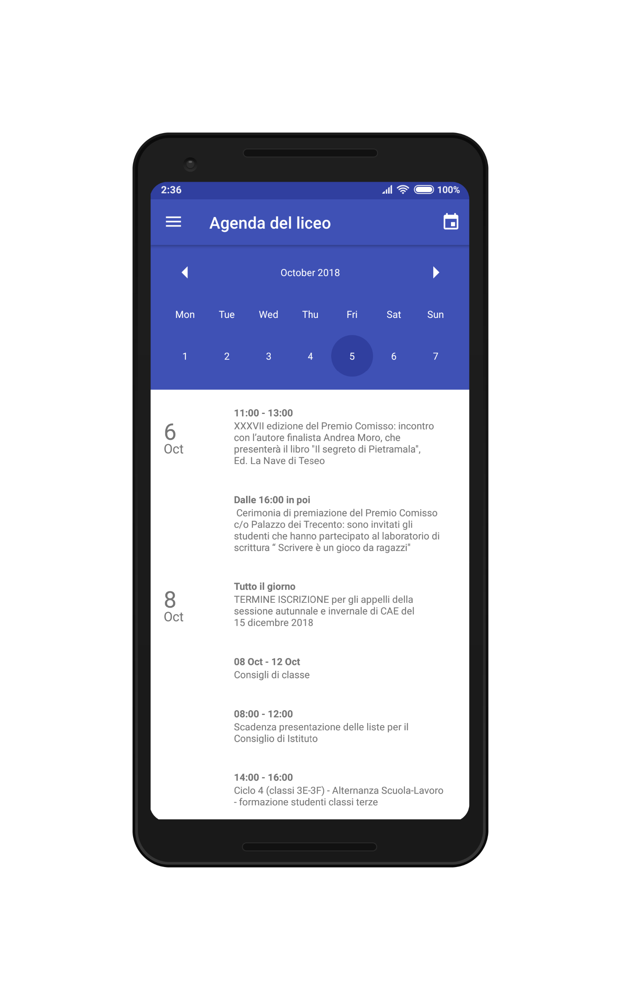 2:36 100%
Agenda del liceo
October 2018
Mon Tue Wed Thu Fri Sat Sun
1 2 3 4 5 6 7
6
Oct
11:00 - 13:00
XXXVII edizione del Premio Comisso: incontro
con l’autore finalista Andrea Moro, che
presenterà il libro "Il segreto di Pietramala",
Ed. La Nave di Teseo
Dalle 16:00 in poi
Cerimonia di premiazione del Premio Comisso
c/o Palazzo dei Trecento: sono invitati gli
studenti che hanno partecipato al laboratorio di
scrittura “ Scrivere è un gioco da ragazzi"
8
Oct
Tutto il giorno
TERMINE ISCRIZIONE per gli appelli della
sessione autunnale e invernale di CAE del
15 dicembre 2018
08 Oct - 12 Oct
Consigli di classe
08:00 - 12:00
Scadenza presentazione delle liste per il
Consiglio di Istituto
14:00 - 16:00
Ciclo 4 (classi 3E-3F) - Alternanza Scuola-Lavoro
- formazione studenti classi terze